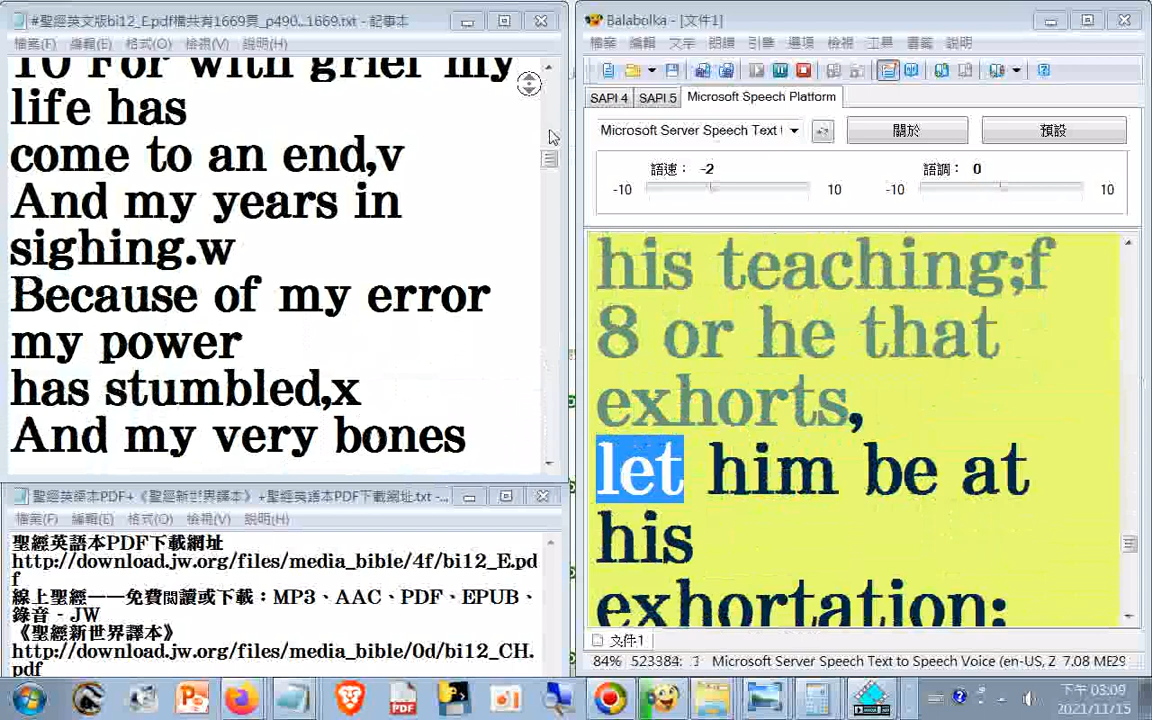 #聖經英文版bi12_E.pdf檔共有1669頁_p490...1669.txt - 記事本
檔案(F) 編輯(E) 格式(O) 檢視(V) 說明(H)
10 For with grief my
life has
come to an end,v
And my years in
sighing.w
Because of my error
my power
has stumbled,x
And my very bones
聖經英語本PDF+《聖經新世界譯本》+聖經英語本PDF下載網址.txt -...
檔案(F) 編輯(E) 格式(O) 檢視(V) 說明(H)
聖經英語本PDF下載網址
http://download.jw.org/files/media_bible/4f/bi12_E.pd
f
線上聖經——免費閱讀或下載：MP3、AAC、PDF、EPUB、
錄音 - JW
《聖經新世界譯本》
http://download.jw.org/files/media_bible/0d/bi12_CH.
pdf
Balabolka - [文件1]
檔案 編輯 文字 朗讀 引擎 選項 檢視 工具 書籤 說明
SAPI 4 SAPI 5 Microsoft Speech Platform
Microsoft Server Speech Text 關於 預設
語速： -2 語調： 0
-10 10 -10 10
his teaching;f
8 or he that
exhorts,
let him be at
his
exhortation:
文件1
84% 523384: Microsoft Server Speech Text to Speech Voice (en-US, Z 7.08 ME29
PDF
下午 03:09
2021/11/15